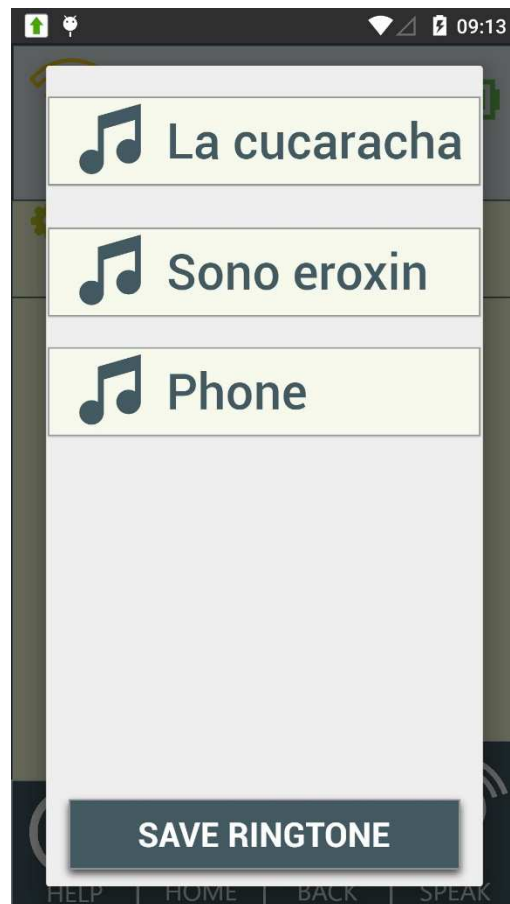 09:13
La cucaracha
Sono eroxin
Phone
SAVE RINGTONE
HELP | HOME | BACK | SPEAK